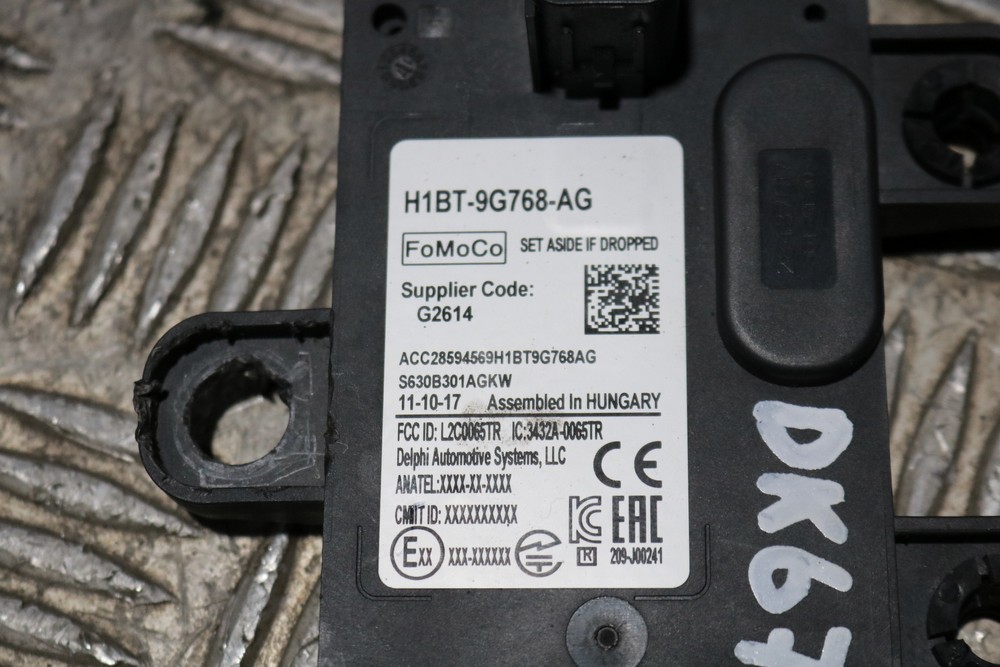 H1BT-9G768-AG
FoMoCo SET ASIDE IF DROPPED
Supplier Code:
G2614
ACC28594569H1BT9G768AG
S630B301AGKW
11-10-17 Assembled In HUNGARY
FCC ID: L2C0065TR IC:3432A-0065TR
Delphi Automotive Systems, LLC
ANATEL:XXXX-XX-XXXX
CE
CMIIT ID: XXXXXXXXXX
KC EAC
EXX XXX-XXXXXX R 209-J00241
DK67